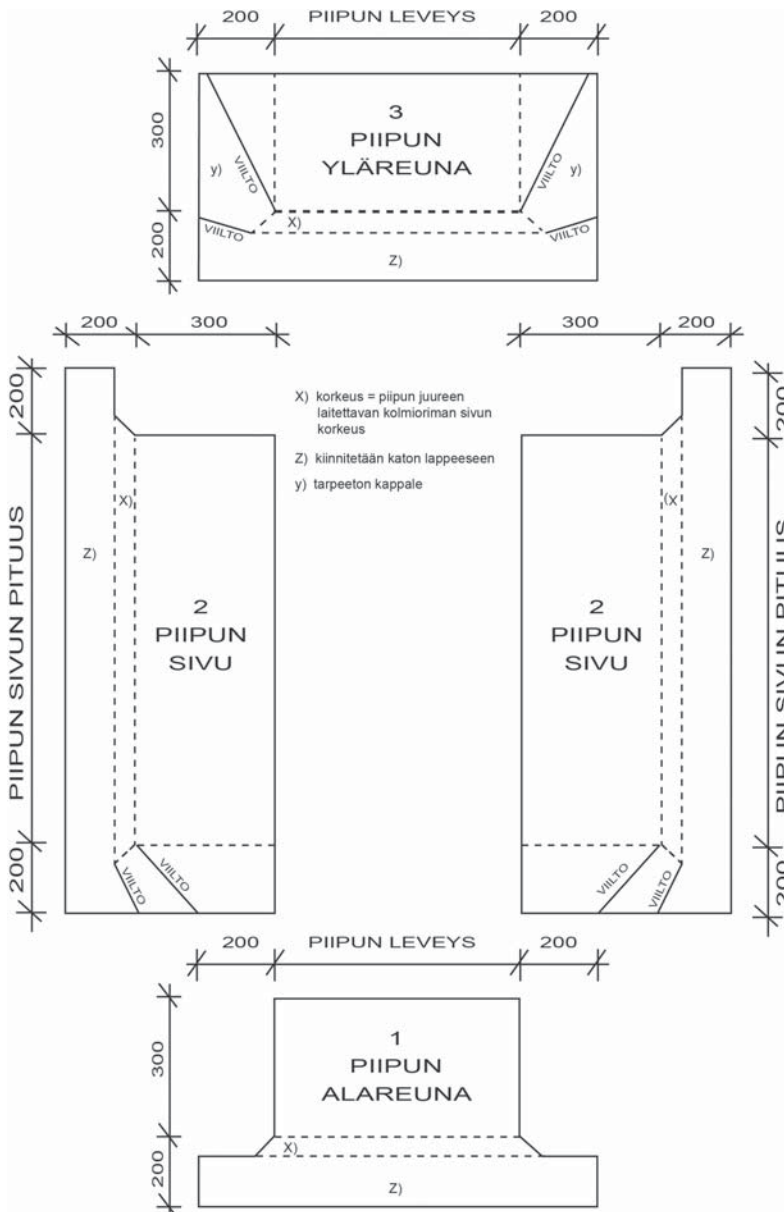 200 PIIPUN LEVEYS 200
300
200
3
PIIPUN
YLÄREUNA
VIILTO
VIILTO
y)
y)
X)
VIILTO
VIILTO
Z)
200 300
300 200
200
PIIPUN SIVUN PITUUS
200
X)
Z)
2
PIIPUN
SIVU
VIILTO
VIILTO
X) korkeus = piipun juureen
laitettavan kolmioriman sivun
korkeus
Z) kiinnitetään katon lappeeseen
y) tarpeeton kappale
200
PIIPUN SIVUN PITUUS
200
(X
Z)
2
PIIPUN
SIVU
VIILTO
VIILTO
200 PIIPUN LEVEYS 200
300
200
1
PIIPUN
ALAREUNA
X)
Z)